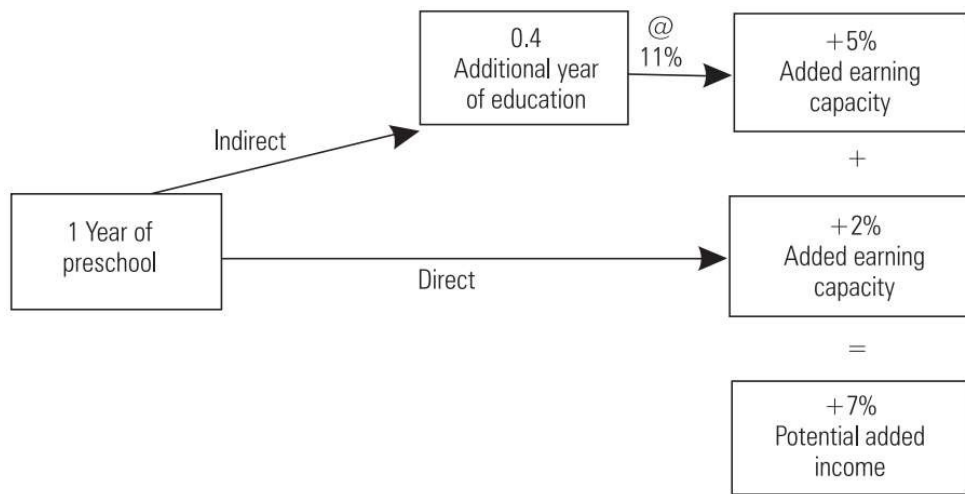 0.4
Additional year
of education
@
11%
+5%
Added earning
capacity
Indirect
+
1 Year of
preschool
Direct
+2%
Added earning
capacity
=
+7%
Potential added
income